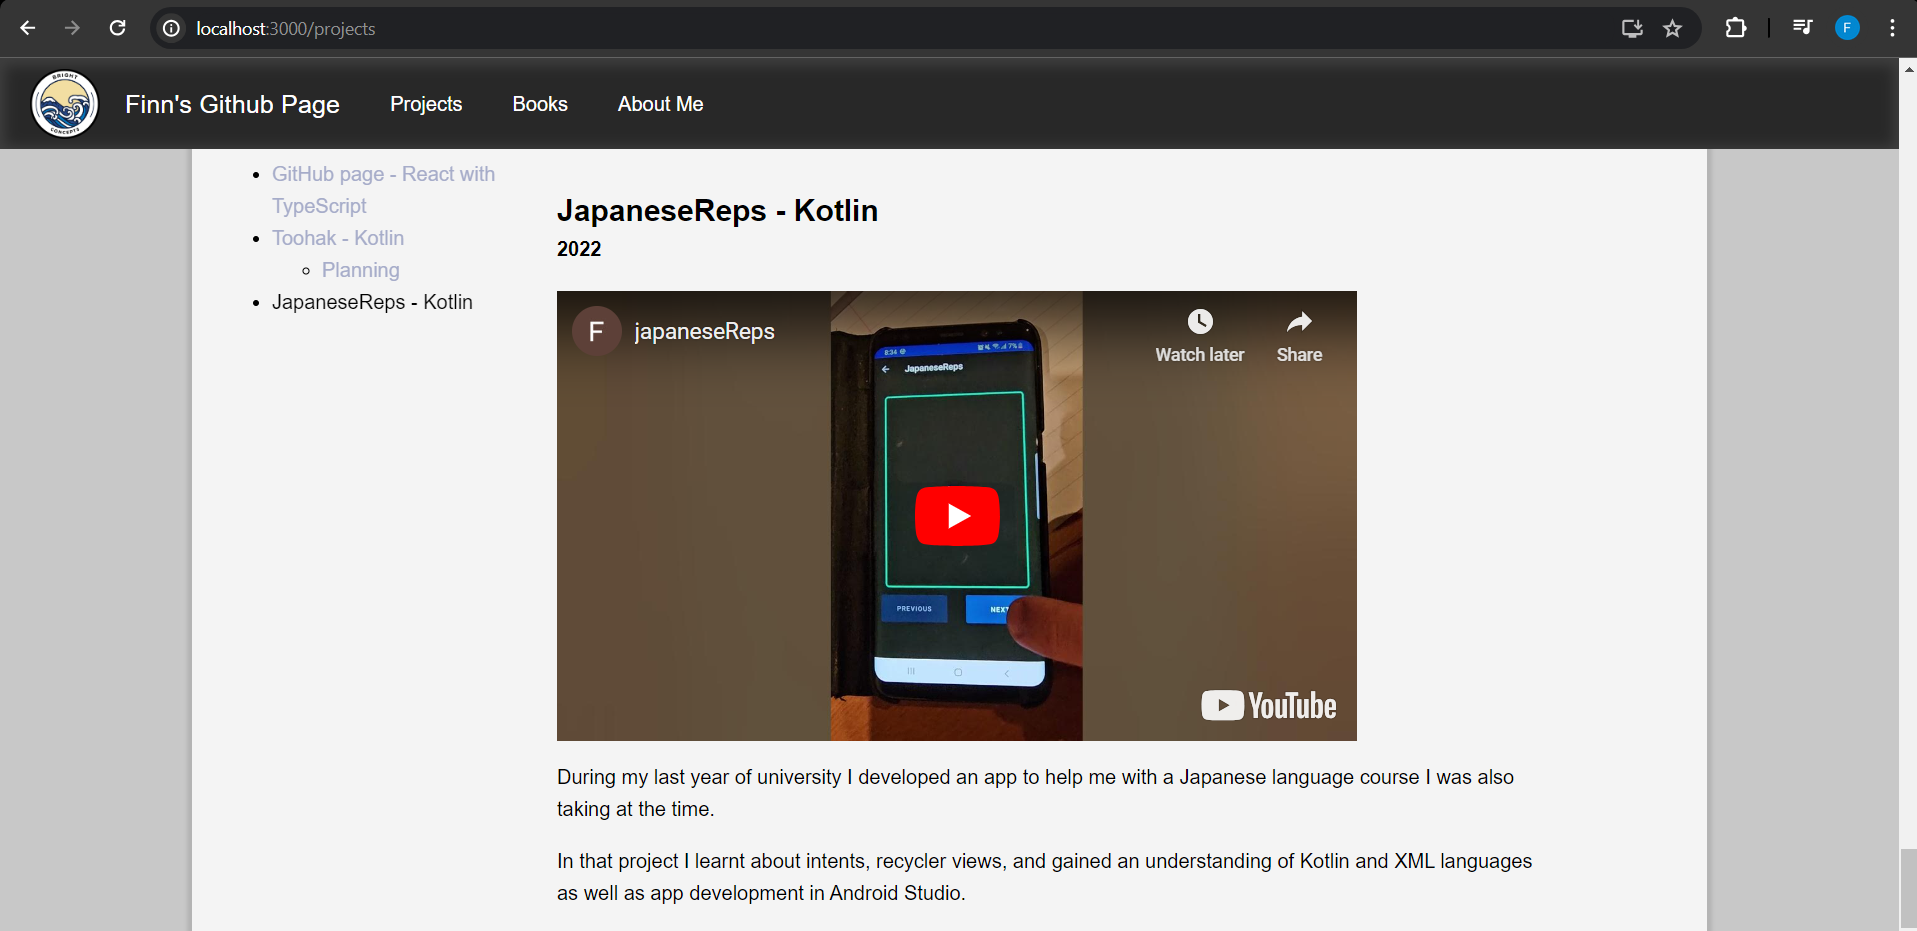 localhost:3000/projects
F
BRIGHT
CONCEPTS
Finn's Github Page
Projects
Books
About Me
GitHub page - React with
TypeScript
Toohak - Kotlin
Planning
JapaneseReps - Kotlin
JapaneseReps - Kotlin
2022
F
japaneseReps
Watch later
Share
8:34
7%
JapaneseReps
PREVIOUS
NEXT
YouTube
During my last year of university I developed an app to help me with a Japanese language course I was also
taking at the time.
In that project I learnt about intents, recycler views, and gained an understanding of Kotlin and XML languages
as well as app development in Android Studio.